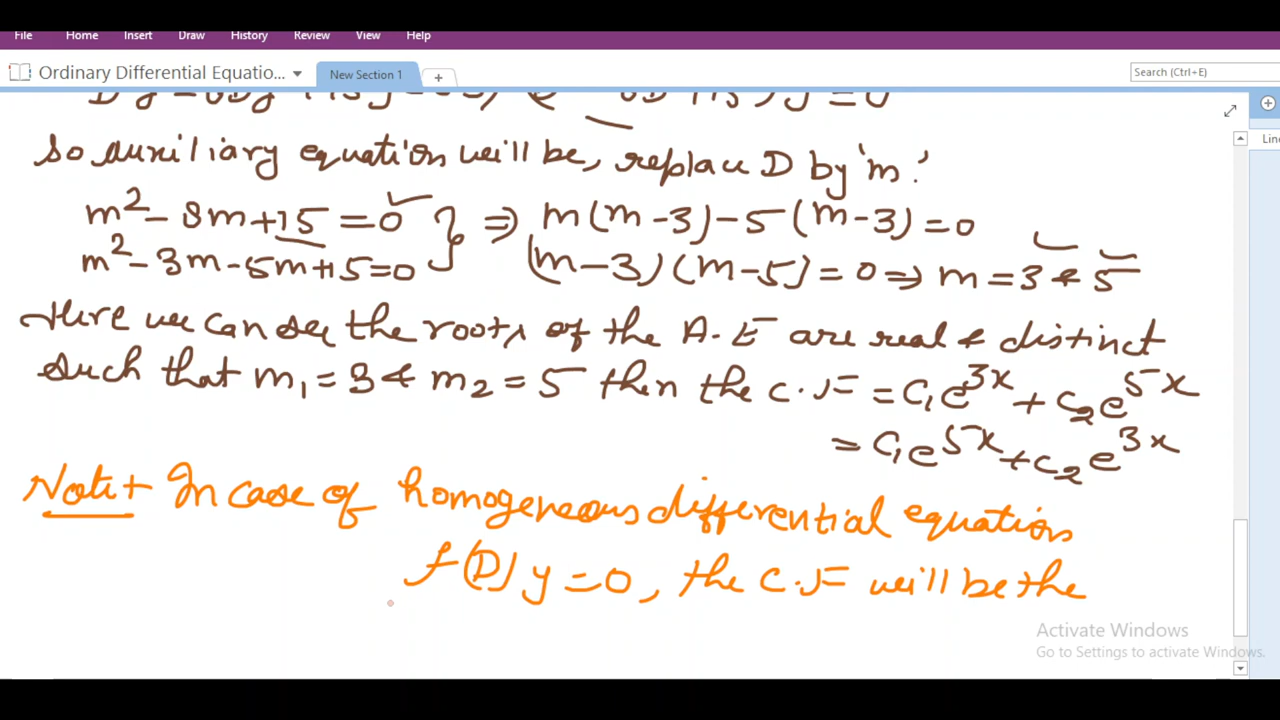 File Home Insert Draw History Review View Help
Ordinary Differential Equatio... New Section 1 + Search (Ctrl+E)
So auxiliary equation will be, replace D by 'm'.
m² - 8m + 15 = 0 } ⇒ m(m-3) - 5(m-3) = 0
m² - 3m - 5m + 15 = 0 (m-3)(m-5) = 0 ⇒ m = 3 & 5
Here we can see the roots of the A.E are real & distinct
such that m₁ = 3 & m₂ = 5 then the C.F = C₁e^3x + C₂e^5x
= C₁e^5x + C₂e^3x
Note + In case of homogeneous differential equation
f(D) y = 0, the C.F will be the
Activate Windows
Go to Settings to activate Windows.